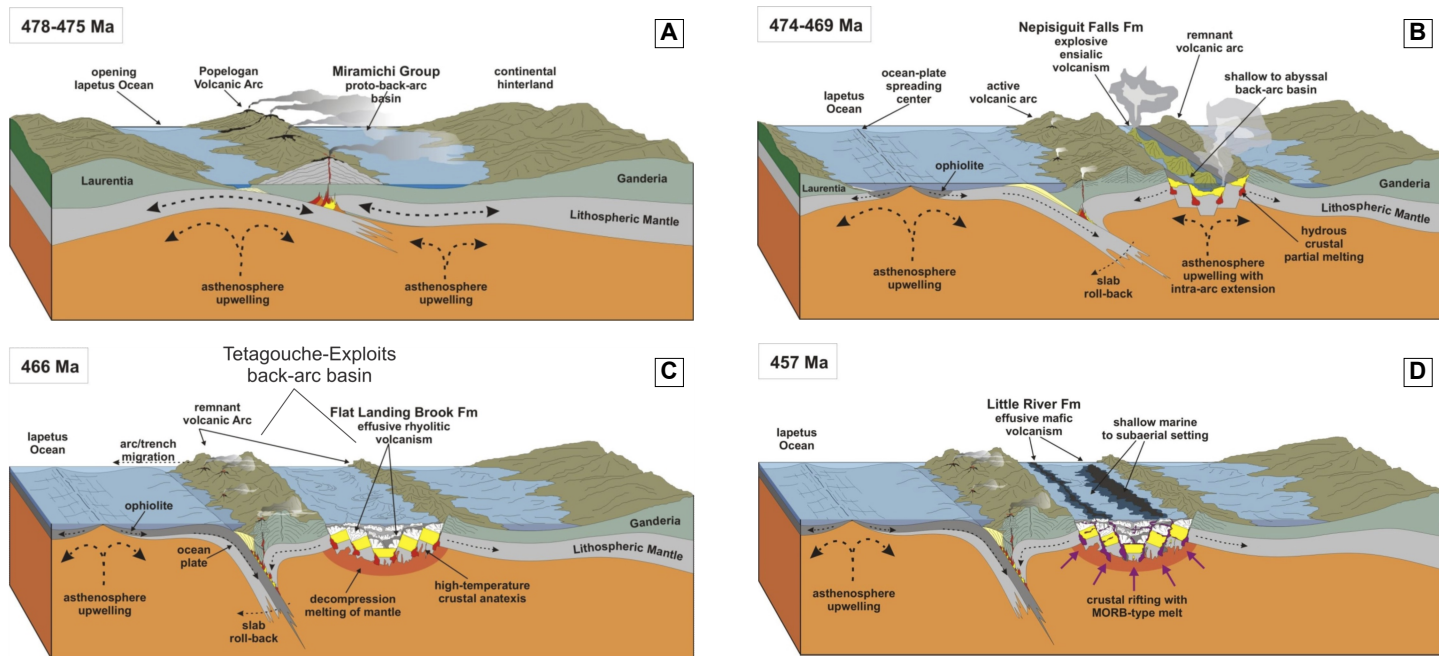 478-475 Ma
A
opening
Iapetus Ocean
Popelogan
Volcanic Arc
Miramichi Group
proto-back-arc
basin
continental
hinterland
Laurentia
Ganderia
Lithospheric Mantle
asthenosphere
upwelling
asthenosphere
upwelling
474-469 Ma
B
Nepisiguit Falls Fm
explosive
ensialic
volcanism
remnant
volcanic arc
Iapetus
Ocean
ocean-plate
spreading
center
active
volcanic arc
shallow to abyssal
back-arc basin
ophiolite
Laurentia
Ganderia
Lithospheric Mantle
asthenosphere
upwelling
slab
roll-back
asthenosphere
upwelling with
intra-arc extension
hydrous
crustal
partial melting
466 Ma
C
Tetagouche-Exploits
back-arc basin
Iapetus
Ocean
arc/trench
migration
remnant
volcanic Arc
Flat Landing Brook Fm
effusive rhyolitic
volcanism
ophiolite
ocean
plate
Ganderia
Lithospheric Mantle
asthenosphere
upwelling
slab
roll-back
decompression
melting of mantle
high-temperature
crustal anatexis
457 Ma
D
Iapetus
Ocean
Little River Fm
effusive mafic
volcanism
shallow marine
to subaerial setting
Ganderia
Lithospheric Mantle
asthenosphere
upwelling
crustal rifting with
MORB-type melt